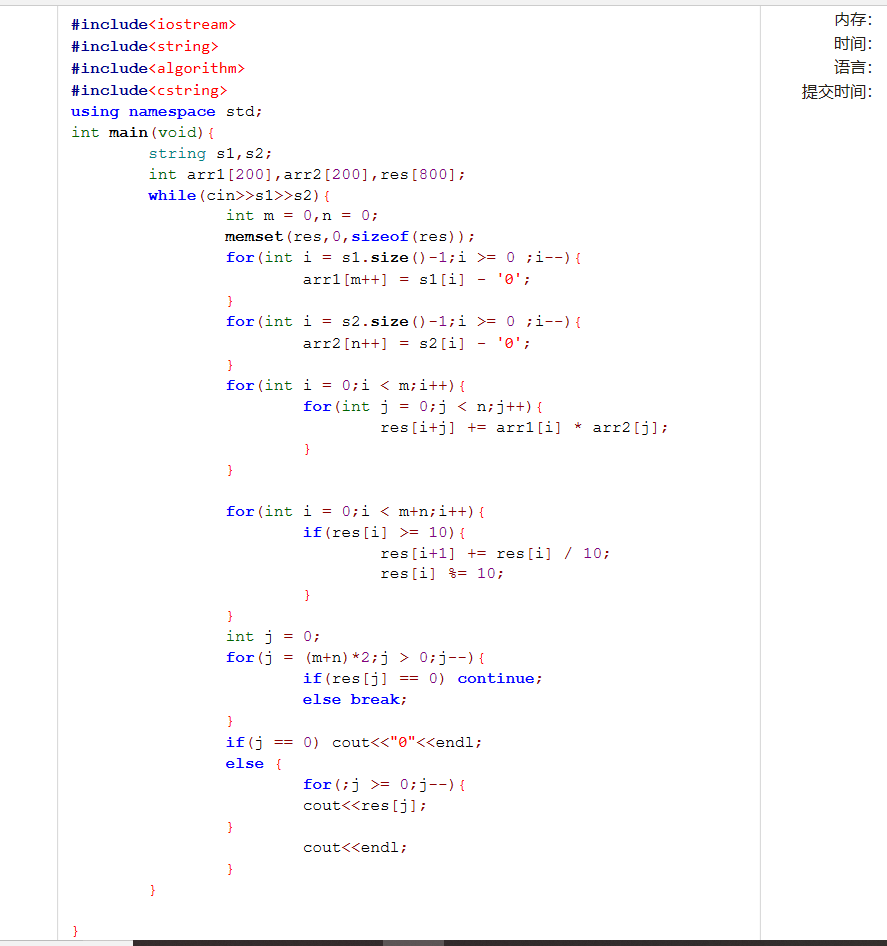 #include<iostream>
#include<string>
#include<algorithm>
#include<cstring>
using namespace std;
int main(void){
string s1,s2;
int arr1[200],arr2[200],res[800];
while(cin>>s1>>s2){
int m = 0,n = 0;
memset(res,0,sizeof(res));
for(int i = s1.size()-1;i >= 0 ;i--){
arr1[m++] = s1[i] - '0';
}
for(int i = s2.size()-1;i >= 0 ;i--){
arr2[n++] = s2[i] - '0';
}
for(int i = 0;i < m;i++){
for(int j = 0;j < n;j++){
res[i+j] += arr1[i] * arr2[j];
}
}
for(int i = 0;i < m+n;i++){
if(res[i] >= 10){
res[i+1] += res[i] / 10;
res[i] %= 10;
}
}
int j = 0;
for(j = (m+n)*2;j > 0;j--){
if(res[j] == 0) continue;
else break;
}
if(j == 0) cout<<"0"<<endl;
else {
for(;j >= 0;j--){
cout<<res[j];
}
cout<<endl;
}
}
}
内存:
时间:
语言:
提交时间: